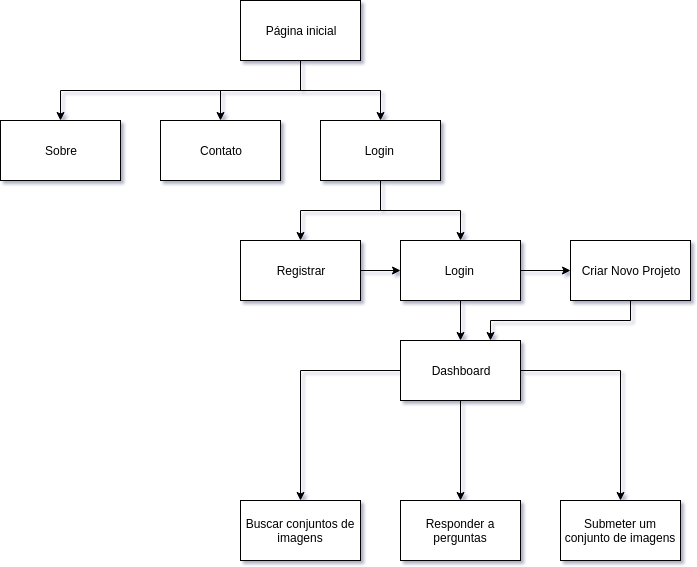 Página inicial
Sobre
Contato
Login
Registrar
Login
Criar Novo Projeto
Dashboard
Buscar conjuntos de
imagens
Responder a
perguntas
Submeter um
conjunto de imagens